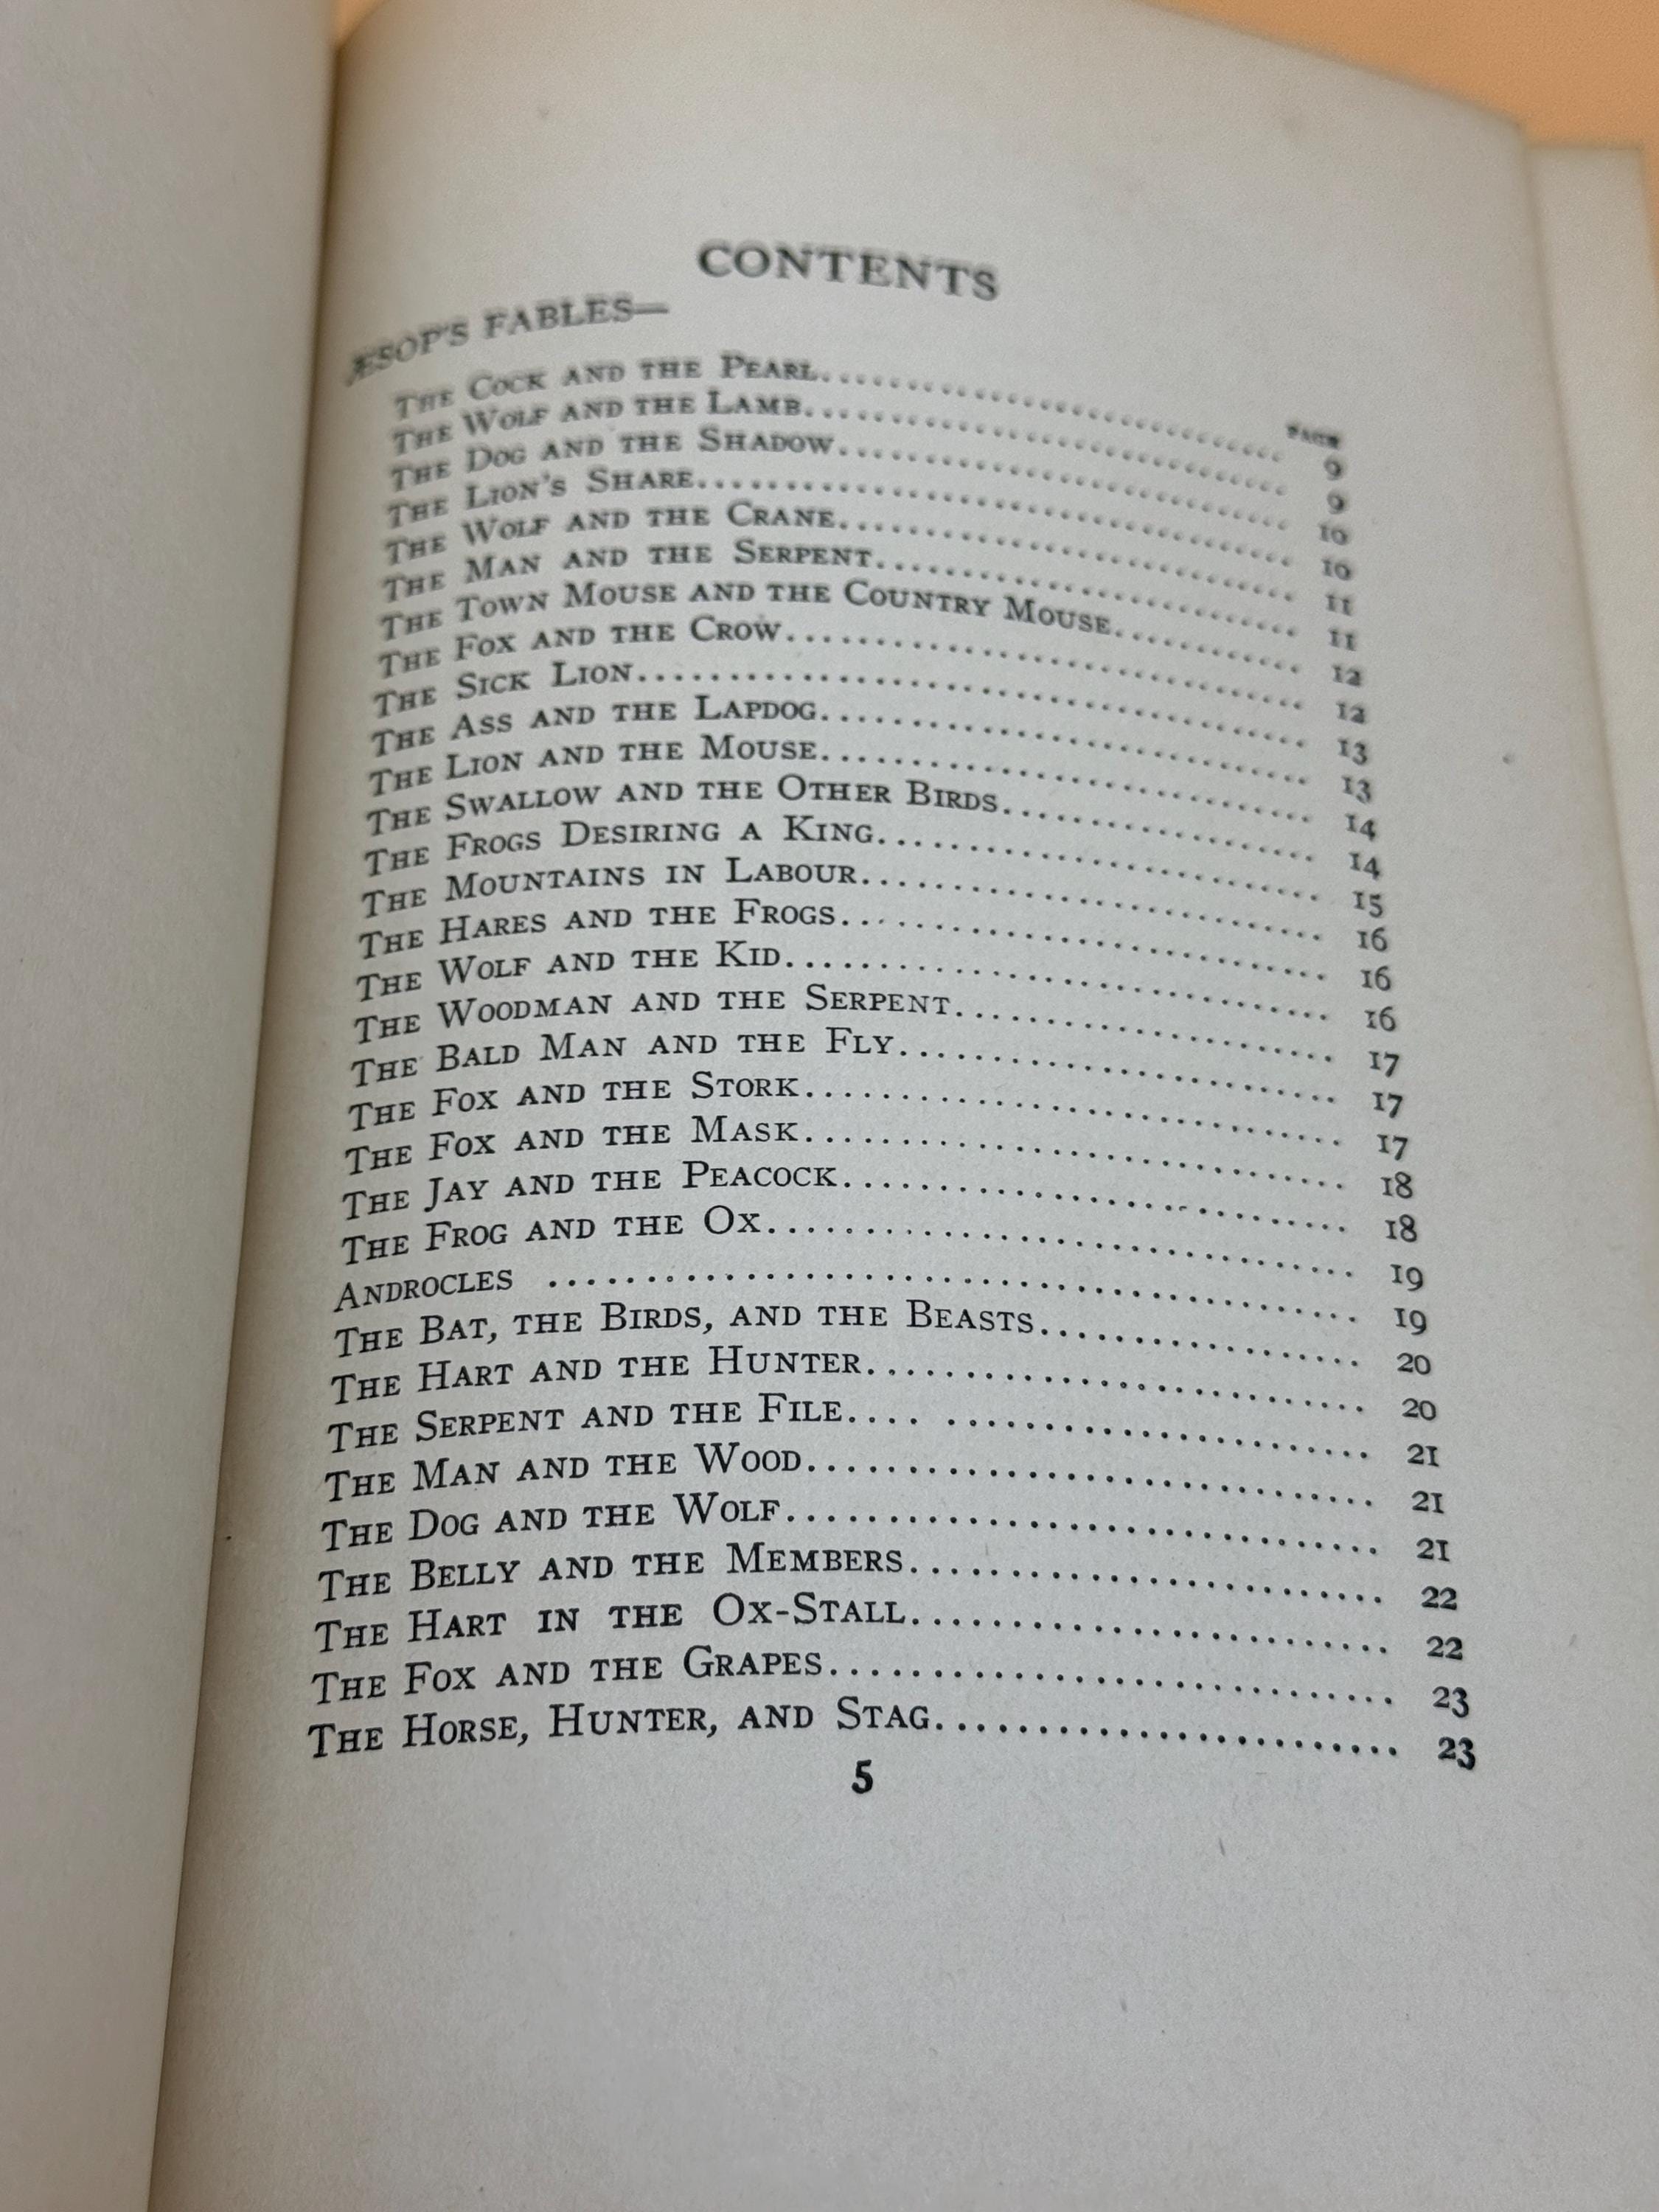 CONTENTS
ÆSOP'S FABLES—
PAGE
THE COCK AND THE PEARL........................ 9
THE WOLF AND THE LAMB........................ 9
THE DOG AND THE SHADOW........................ 10
THE LION'S SHARE........................ 10
THE WOLF AND THE CRANE........................ 11
THE MAN AND THE SERPENT........................ 11
THE TOWN MOUSE AND THE COUNTRY MOUSE............ 12
THE FOX AND THE CROW........................ 12
THE SICK LION........................ 13
THE ASS AND THE LAPDOG........................ 13
THE LION AND THE MOUSE........................ 14
THE SWALLOW AND THE OTHER BIRDS.................. 14
THE FROGS DESIRING A KING........................ 15
THE MOUNTAINS IN LABOUR........................ 16
THE HARES AND THE FROGS........................ 16
THE WOLF AND THE KID........................ 16
THE WOODMAN AND THE SERPENT.................... 17
THE BALD MAN AND THE FLY........................ 17
THE FOX AND THE STORK........................ 17
THE FOX AND THE MASK........................ 18
THE JAY AND THE PEACOCK........................ 18
THE FROG AND THE OX........................ 19
ANDROCLES ........................ 19
THE BAT, THE BIRDS, AND THE BEASTS................ 20
THE HART AND THE HUNTER........................ 20
THE SERPENT AND THE FILE.... .................... 21
THE MAN AND THE WOOD........................ 21
THE DOG AND THE WOLF........................ 21
THE BELLY AND THE MEMBERS........................ 22
THE HART IN THE OX-STALL........................ 22
THE FOX AND THE GRAPES........................ 23
THE HORSE, HUNTER, AND STAG...................... 23
5